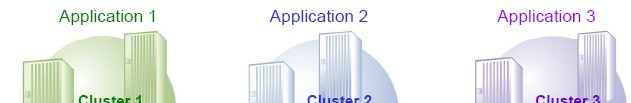 Application 1 Application 2 Application 3
Cluster 1 Cluster 2 Cluster 3